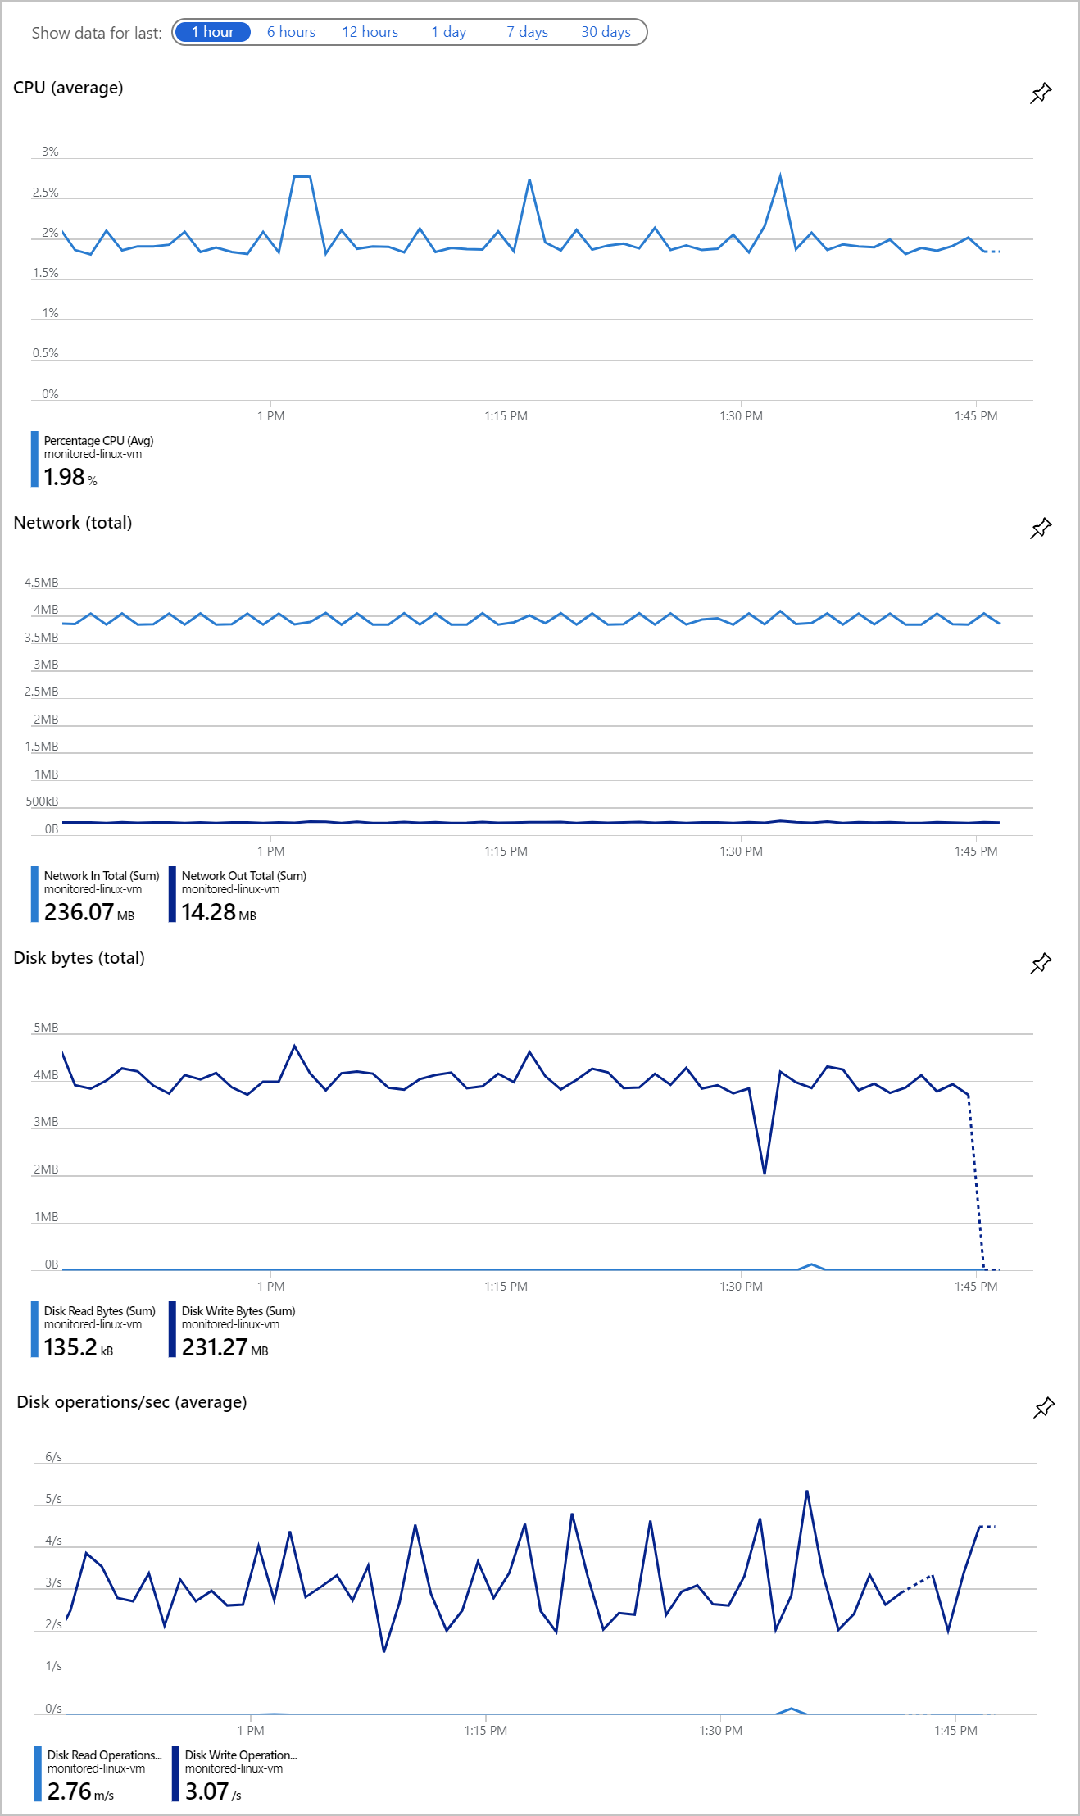 Show data for last: 1 hour 6 hours 12 hours 1 day 7 days 30 days
CPU (average)
3%
2.5%
2%
1.5%
1%
0.5%
0%
1 PM 1:15 PM 1:30 PM 1:45 PM
Percentage CPU (Avg)
monitored-linux-vm
1.98 %
Network (total)
4.5MB
4MB
3.5MB
3MB
2.5MB
2MB
1.5MB
1MB
500kB
0B
1 PM 1:15 PM 1:30 PM 1:45 PM
Network In Total (Sum) Network Out Total (Sum)
monitored-linux-vm monitored-linux-vm
236.07 MB 14.28 MB
Disk bytes (total)
5MB
4MB
3MB
2MB
1MB
0B
1 PM 1:15 PM 1:30 PM 1:45 PM
Disk Read Bytes (Sum) Disk Write Bytes (Sum)
monitored-linux-vm monitored-linux-vm
135.2 kB 231.27 MB
Disk operations/sec (average)
6/s
5/s
4/s
3/s
2/s
1/s
0/s
1 PM 1:15 PM 1:30 PM 1:45 PM
Disk Read Operations... Disk Write Operation...
monitored-linux-vm monitored-linux-vm
2.76 m/s 3.07 /s